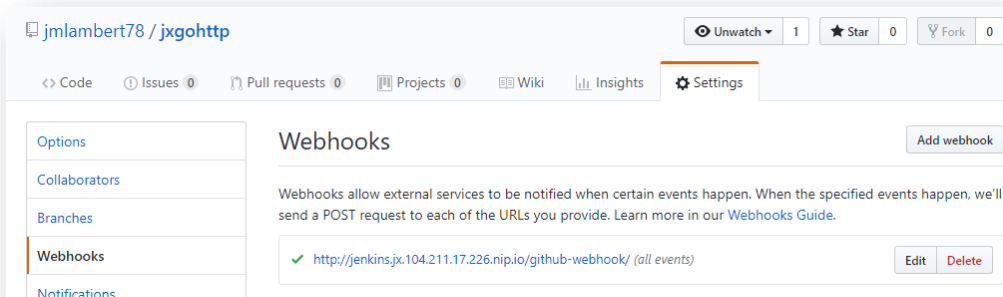 jmlambert78 / jxgohttp
Unwatch 1 Star 0 Fork 0
Code Issues 0 Pull requests 0 Projects 0 Wiki Insights Settings
Options
Collaborators
Branches
Webhooks
Notifications
Webhooks
Add webhook
Webhooks allow external services to be notified when certain events happen. When the specified events happen, we'll
send a POST request to each of the URLs you provide. Learn more in our Webhooks Guide.
http://jenkins.jx.104.211.17.226.nip.io/github-webhook/ (all events)
Edit Delete